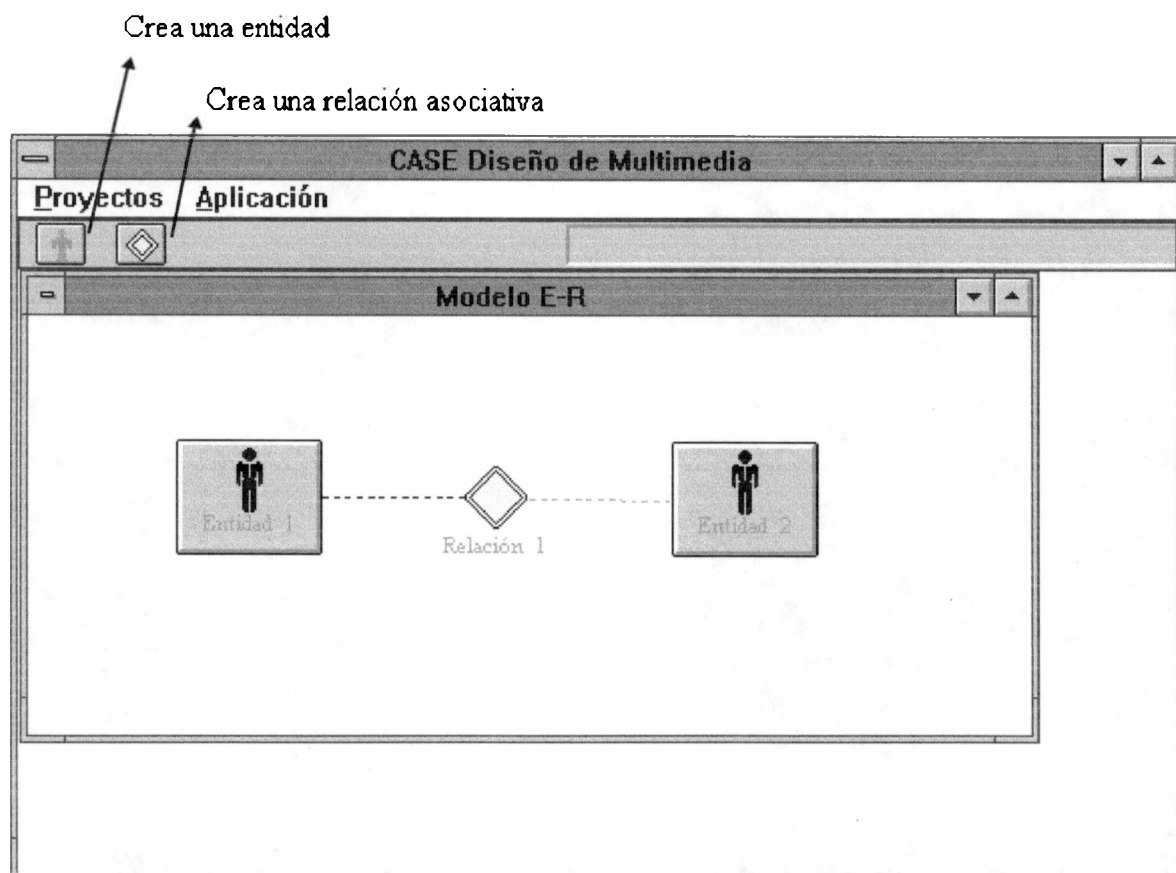 Crea una entidad
Crea una relación asociativa
CASE Diseño de Multimedia
Proyectos Aplicación
Modelo E-R
Entidad 1
Relación 1
Entidad 2